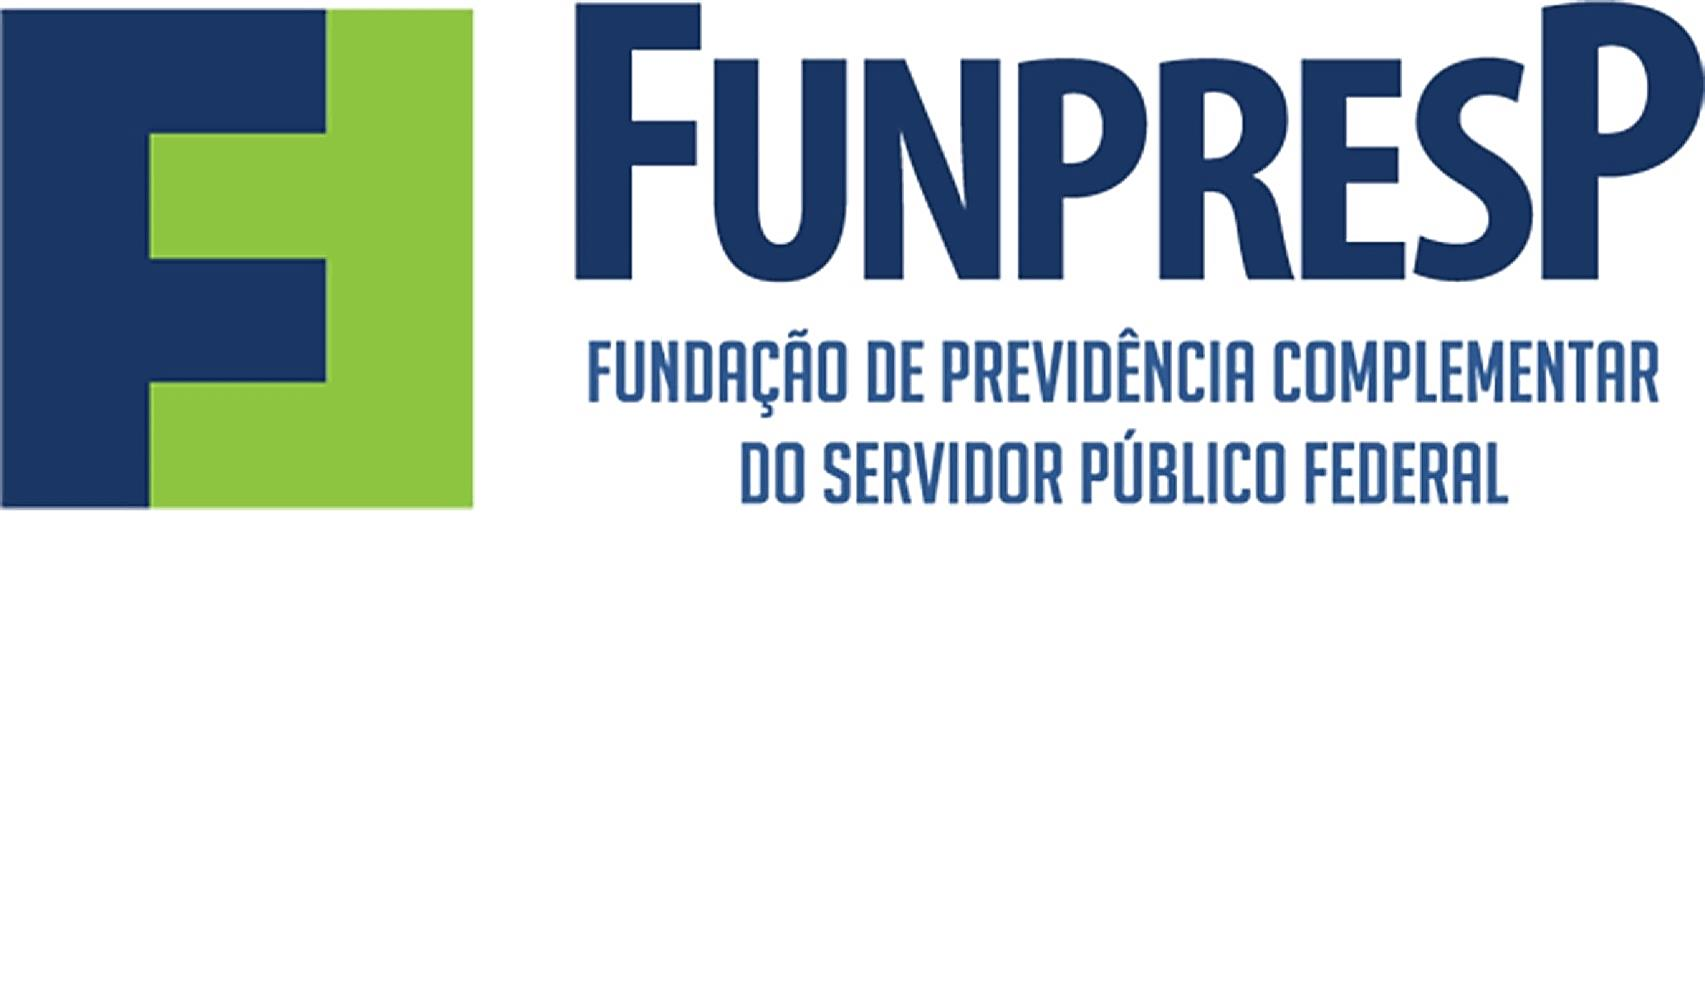 FUNPRESP
FUNDAÇÃO DE PREVIDÊNCIA COMPLEMENTAR
DO SERVIDOR PÚBLICO FEDERAL